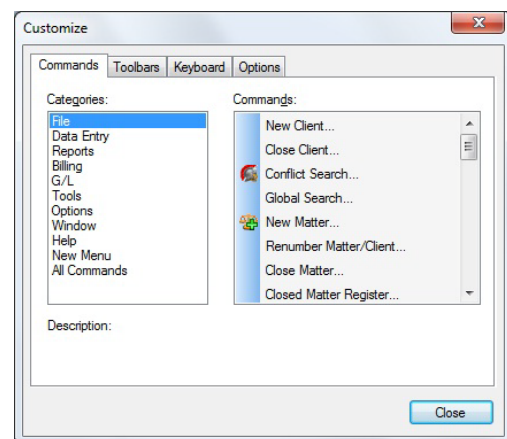 Customize
Commands Toolbars Keyboard Options
Categories:
File
Data Entry
Reports
Billing
G/L
Tools
Options
Window
Help
New Menu
All Commands
Commands:
New Client...
Close Client...
Conflict Search...
Global Search...
New Matter...
Renumber Matter/Client...
Close Matter...
Closed Matter Register...
Description:
Close